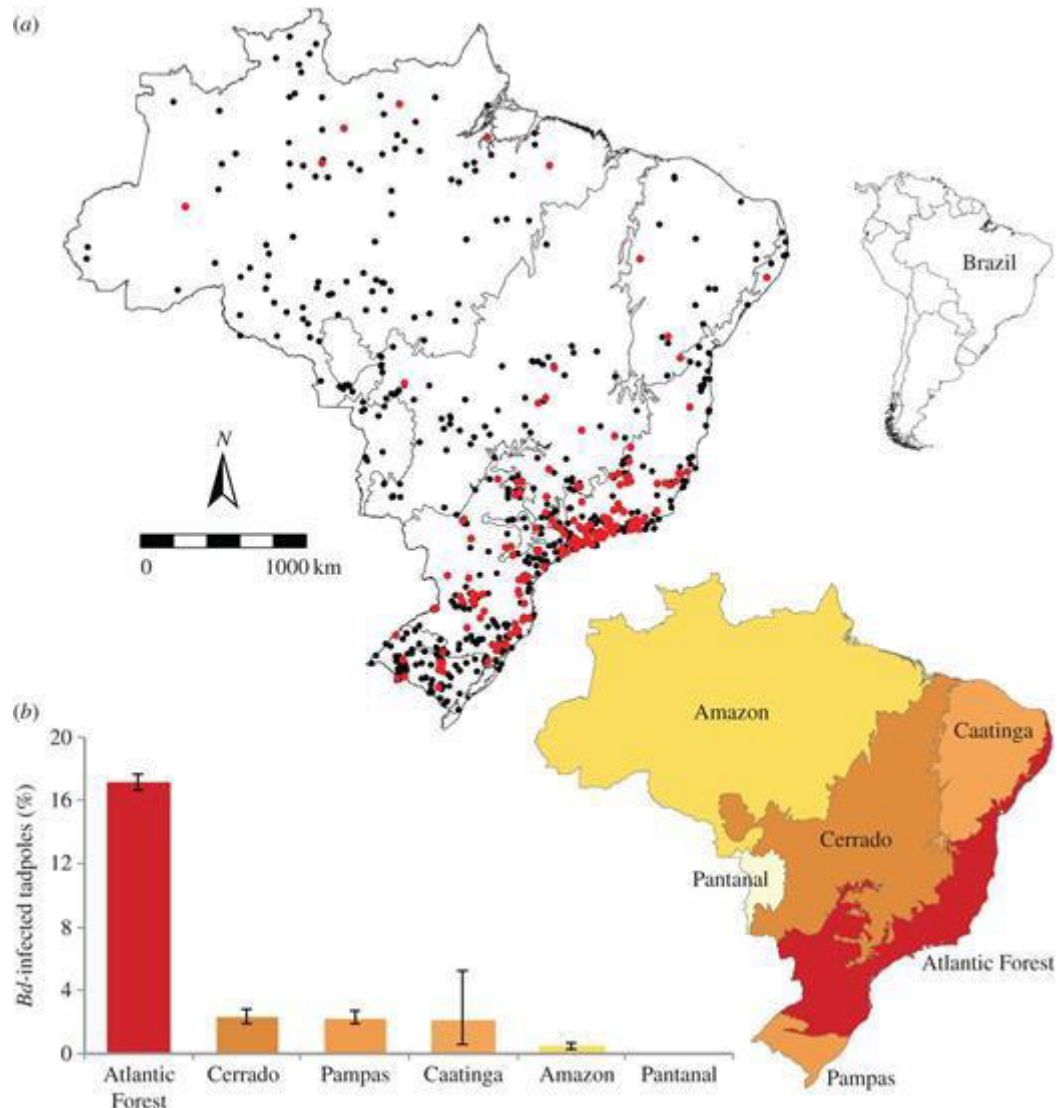 (a)
Brazil
N
0 1000 km
(b)
20
16
12
8
4
0
Bd-infected tadpoles (%)
Atlantic
Forest
Cerrado
Pampas
Caatinga
Amazon
Pantanal
Amazon
Caatinga
Cerrado
Pantanal
Atlantic Forest
Pampas